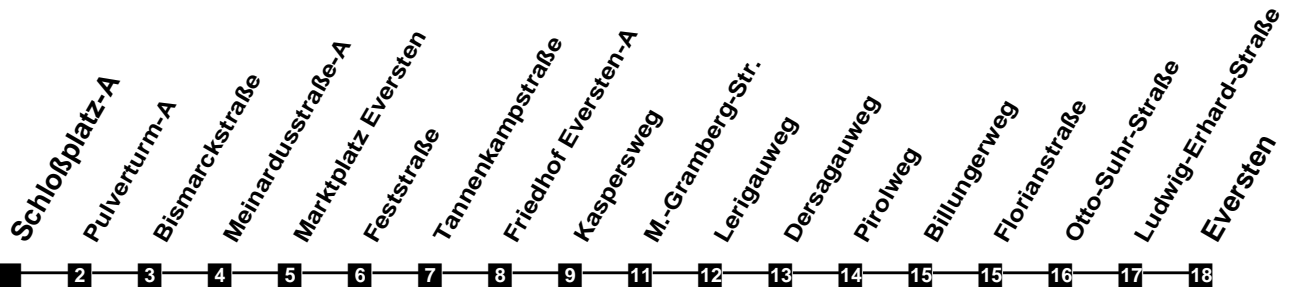 Schloßplatz-A
Pulverturm-A
Bismarckstraße
Meinardusstraße-A
Marktplatz Eversten
Feststraße
Tannenkampstraße
Friedhof Eversten-A
Kaspersweg
M.-Gramberg-Str.
Lerigauweg
Dersagauweg
Pirolweg
Billungerweg
Florianstraße
Otto-Suhr-Straße
Ludwig-Erhard-Straße
Eversten
2 3 4 5 6 7 8 9 11 12 13 14 15 15 16 17 18